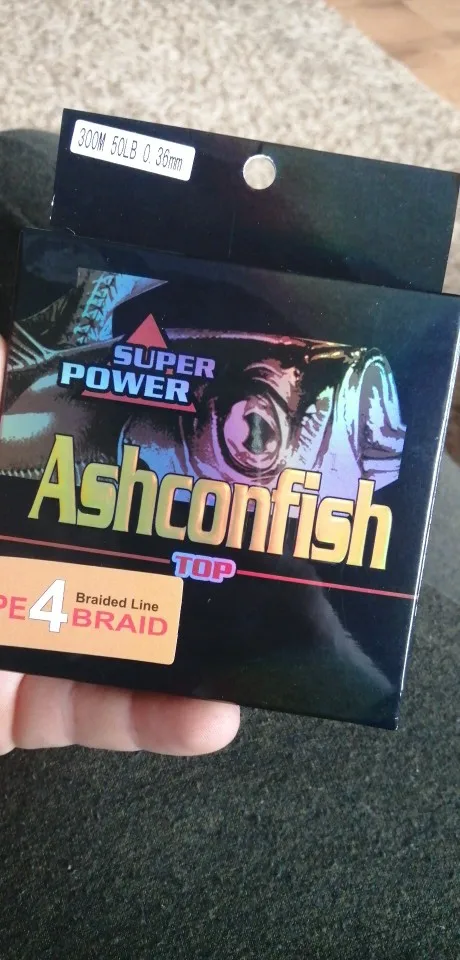 300M 50LB 0.36mm
SUPER
POWER
Ashconfish
TOP
PE4 Braided Line
BRAID